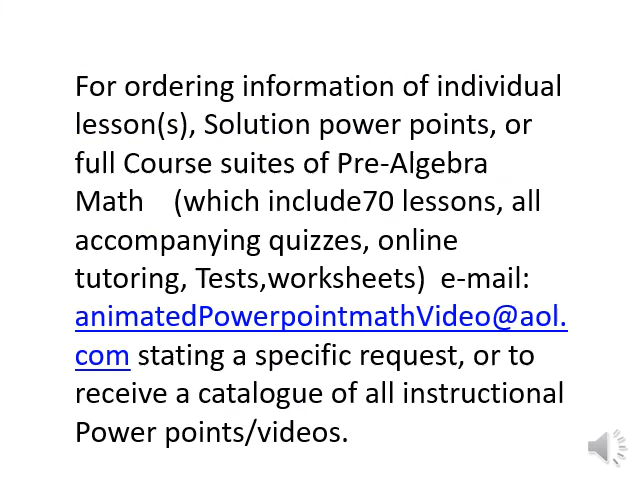 For ordering information of individual
lesson(s), Solution power points, or
full Course suites of Pre-Algebra
Math    (which include70 lessons, all
accompanying quizzes, online
tutoring, Tests,worksheets)  e-mail:
animatedPowerpointmathVideo@aol.
com stating a specific request, or to
receive a catalogue of all instructional
Power points/videos.